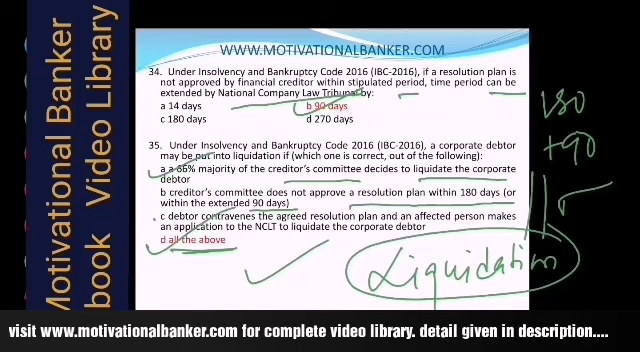 Motivational Banker
book Video Library
WWW.MOTIVATIONALBANKER.COM
34. Under Insolvency and Bankruptcy Code 2016 (IBC-2016), if a resolution plan is
not approved by financial creditor within stipulated period, time period can be
extended by National Company Law Tribunal by:
a 14 days b 90 days
c 180 days d 270 days
35. Under Insolvency and Bankruptcy Code 2016 (IBC-2016), a corporate debtor
may be put into liquidation if (which one is correct, out of the following):
a a 66% majority of the creditor's committee decides to liquidate the corporate
debtor
b creditor's committee does not approve a resolution plan within 180 days (or
within the extended 90 days)
c debtor contravenes the agreed resolution plan and an affected person makes
an application to the NCLT to liquidate the corporate debtor
d all the above
180
+90
Liquidation
visit www.motivationalbanker.com for complete video library. detail given in description....